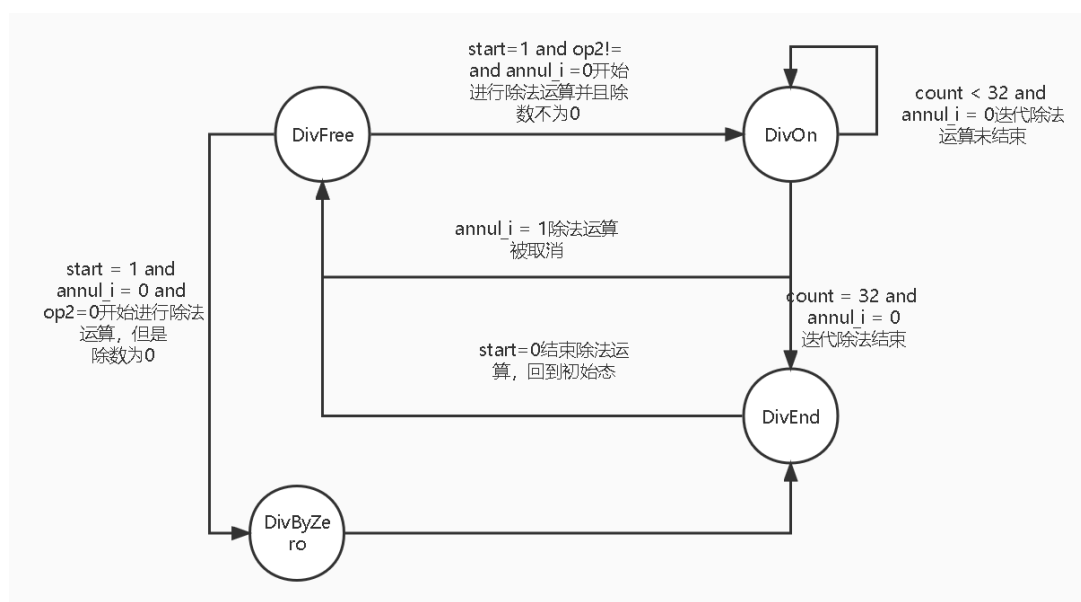 start=1 and op2!=
and annul_i =0开始
进行除法运算并且除
数不为0
DivFree
DivOn
count < 32 and
annul_i = 0迭代除法
运算未结束
annul_i = 1除法运算
被取消
start = 1 and
annul_i = 0 and
op2=0开始进行除法
运算，但是
除数为0
count = 32 and
annul_i = 0
迭代除法结束
start=0结束除法运
算，回到初始态
DivEnd
DivByZe
ro